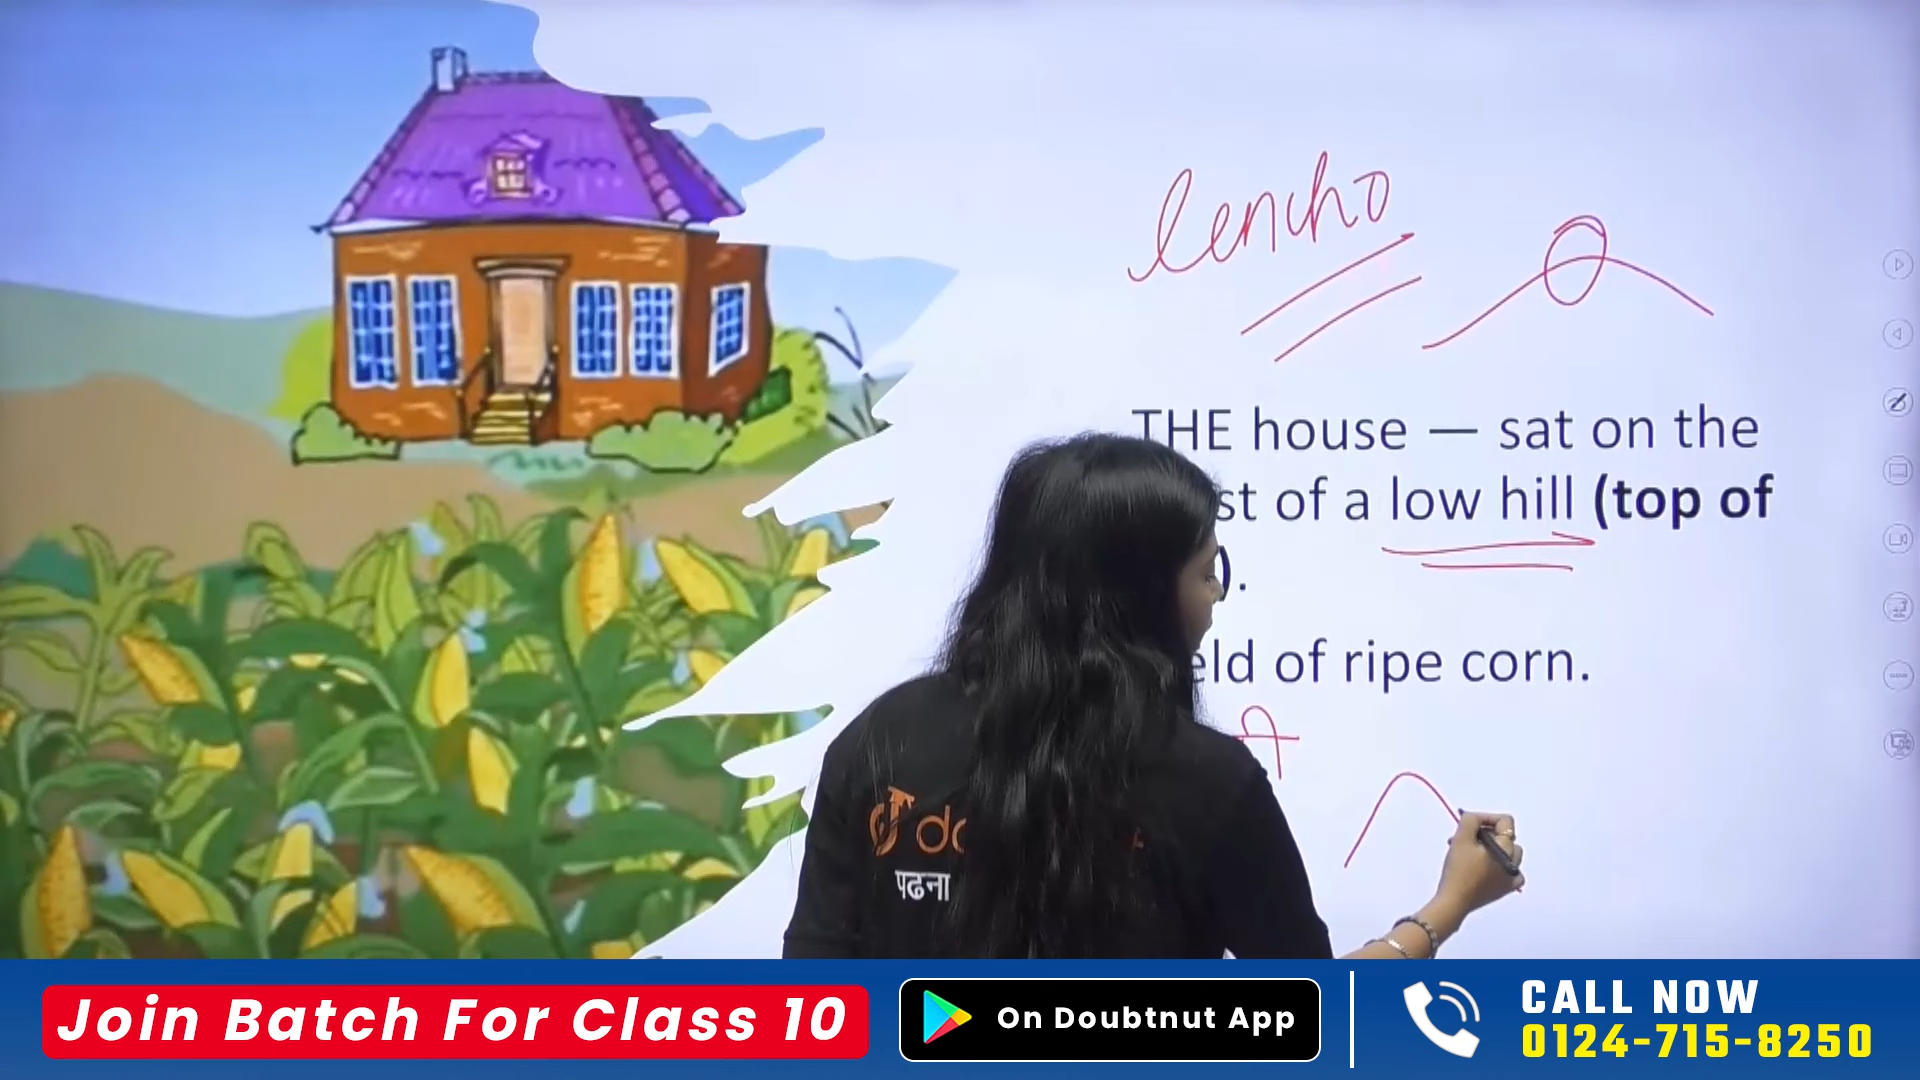 lencho
THE house — sat on the
st of a low hill (top of
).
eld of ripe corn.
do
पढना
Join Batch For Class 10
On Doubtnut App
CALL NOW
0124-715-8250